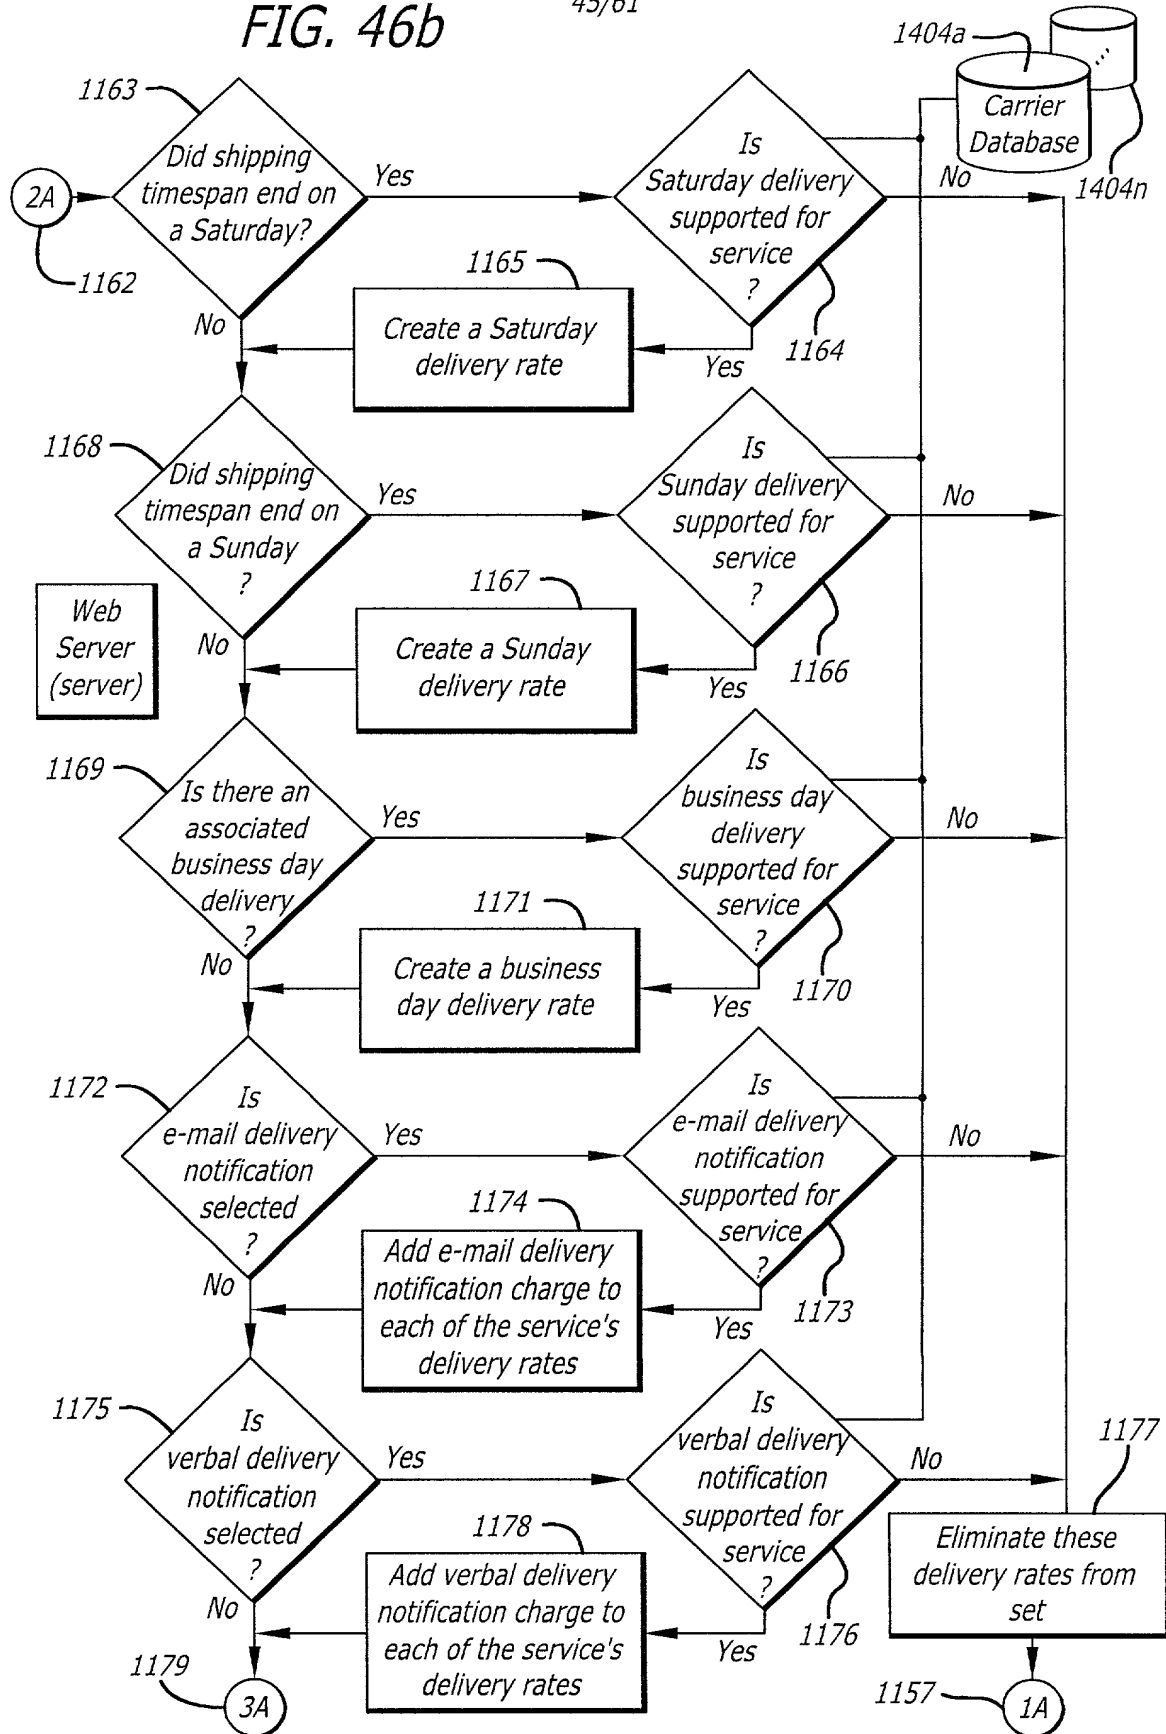 FIG. 46b
45/61
1404a
Carrier
Database
1404n
1163
Did shipping
timespan end on
a Saturday?
Yes
Is
Saturday delivery
supported for
service
?
No
2A
1162
No
1165
Create a Saturday
delivery rate
Yes
1164
1168
Did shipping
timespan end on
a Sunday
?
Yes
Is
Sunday delivery
supported for
service
?
No
Web
Server
(server)
No
1167
Create a Sunday
delivery rate
Yes
1166
1169
Is there an
associated
business day
delivery
?
Yes
Is
business day
delivery
supported for
service
?
No
No
1171
Create a business
day delivery rate
Yes
1170
1172
Is
e-mail delivery
notification
selected
?
Yes
Is
e-mail delivery
notification
supported for
service
?
No
No
1174
Add e-mail delivery
notification charge to
each of the service's
delivery rates
Yes
1173
1175
Is
verbal delivery
notification
selected
?
Yes
Is
verbal delivery
notification
supported for
service
?
No
1177
Eliminate these
delivery rates from
set
No
1178
Add verbal delivery
notification charge to
each of the service's
delivery rates
Yes
1176
1179
3A
1157
1A